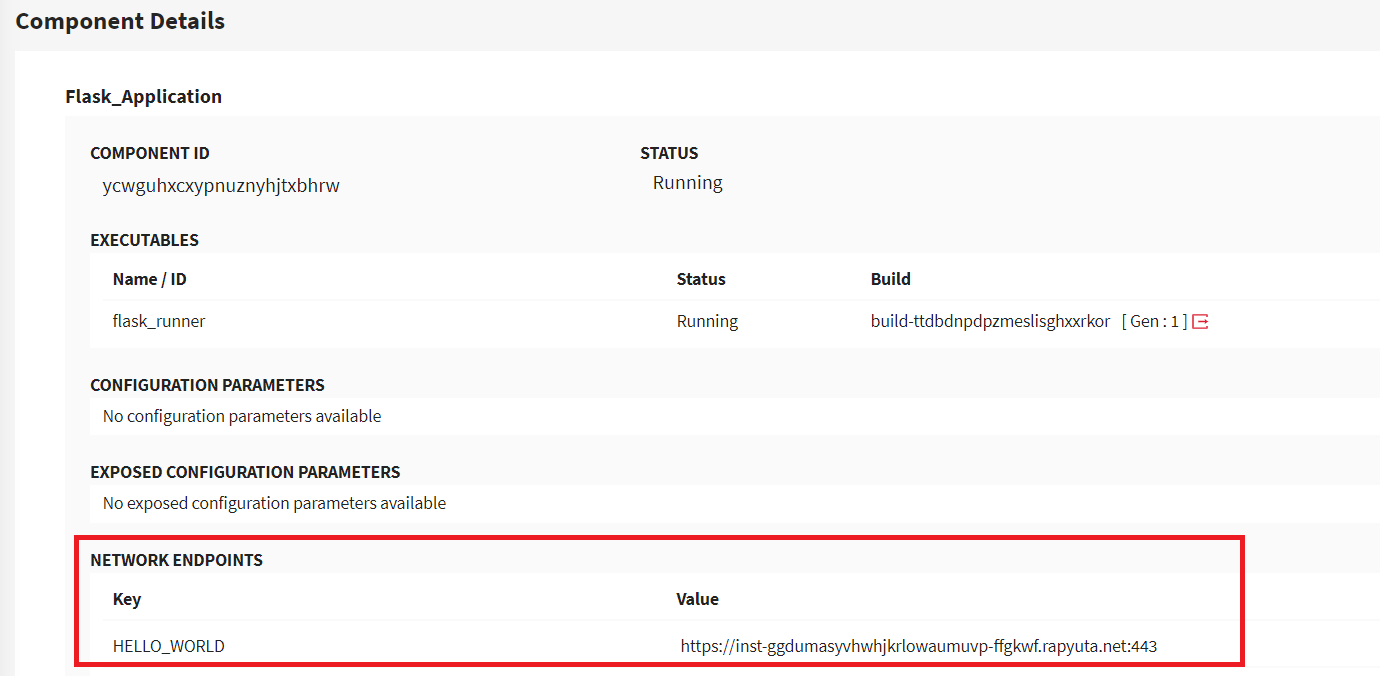 Component Details
Flask_Application
COMPONENT ID STATUS
ycwguhxcxypnuznyhjtxbhrw Running
EXECUTABLES
Name / ID Status Build
flask_runner Running build-ttdbdnpdpzmeslisghxxrkor [ Gen : 1 ]
CONFIGURATION PARAMETERS
No configuration parameters available
EXPOSED CONFIGURATION PARAMETERS
No exposed configuration parameters available
NETWORK ENDPOINTS
Key Value
HELLO_WORLD https://inst-ggdumasyvhwhjkrlowaumuvp-ffgkwf.rapyuta.net:443